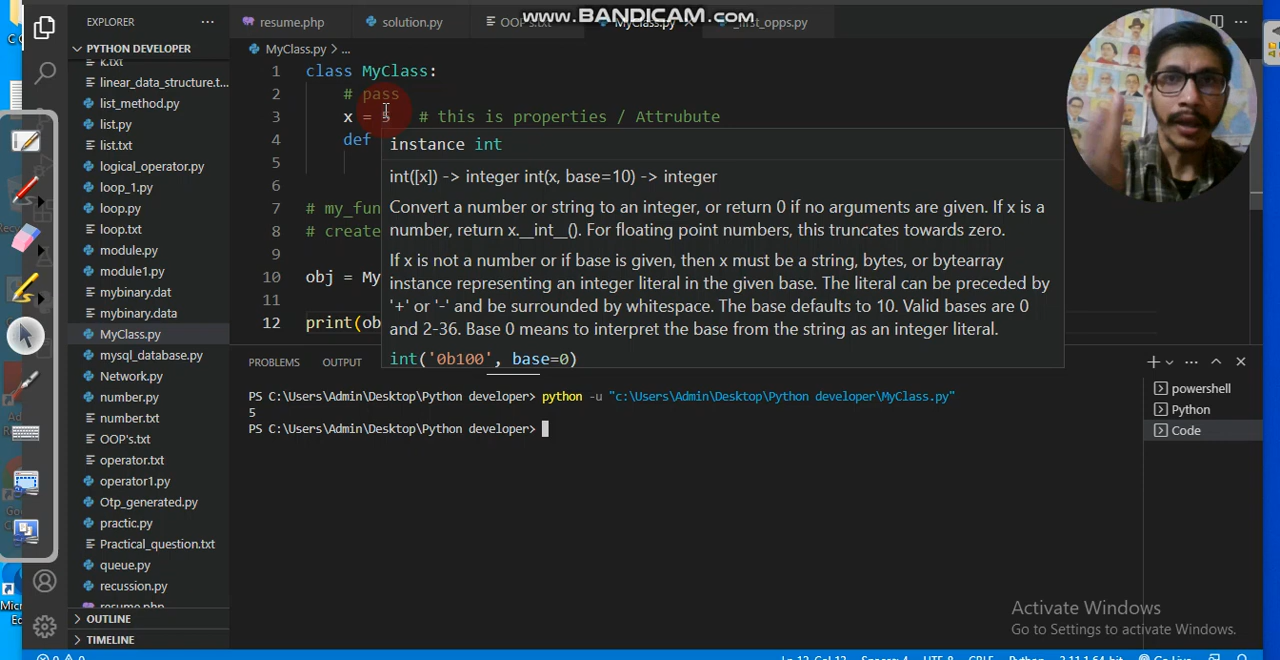 www.BANDICAM.com
EXPLORER
resume.php
solution.py
MyClass.py
_first_opps.py
PYTHON DEVELOPER
MyClass.py > ...
k.txt
linear_data_structure.t...
list_method.py
list.py
list.txt
logical_operator.py
loop_1.py
loop.py
loop.txt
module.py
module1.py
mybinary.dat
mybinary.data
MyClass.py
mysql_database.py
Network.py
number.py
number.txt
OOP's.txt
operator.txt
operator1.py
Otp_generated.py
practic.py
Practical_question.txt
queue.py
recussion.py
resume.php
OUTLINE
TIMELINE
1 class MyClass:
2 # pass
3 x = 5 # this is properties / Attrubute
4 def
5
6
7 # my_fun
8 # create
9
10 obj = My
11
12 print(ob
instance int
int([x]) -> integer int(x, base=10) -> integer
Convert a number or string to an integer, or return 0 if no arguments are given. If x is a
number, return x.__int__(). For floating point numbers, this truncates towards zero.
If x is not a number or if base is given, then x must be a string, bytes, or bytearray
instance representing an integer literal in the given base. The literal can be preceded by
'+' or '-' and be surrounded by whitespace. The base defaults to 10. Valid bases are 0
and 2-36. Base 0 means to interpret the base from the string as an integer literal.
int('0b100', base=0)
PROBLEMS OUTPUT
PS C:\Users\Admin\Desktop\Python developer> python -u "c:\Users\Admin\Desktop\Python developer\MyClass.py"
5
PS C:\Users\Admin\Desktop\Python developer>
powershell
Python
Code
Activate Windows
Go to Settings to activate Windows.